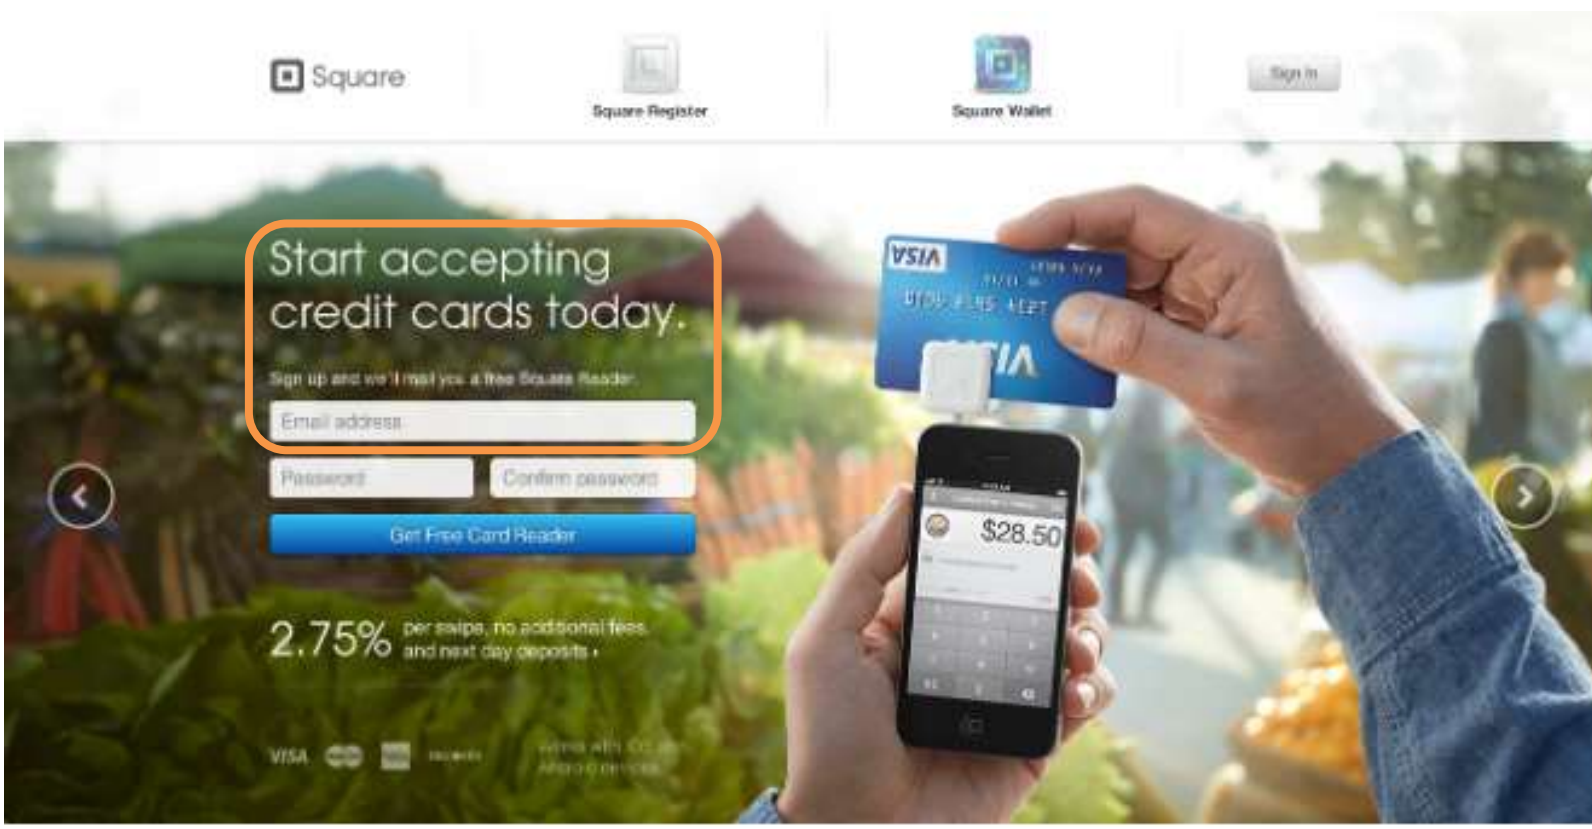 Square
Square Register
Square Wallet
Sign In
Start accepting
credit cards today.
Sign up and we'll mail you a free Square Reader.
Email address
Password
Confirm password
Get Free Card Reader
2.75%
per swipe, no additional fees,
and next day deposits
VISA
VISA
VISA
$28.50